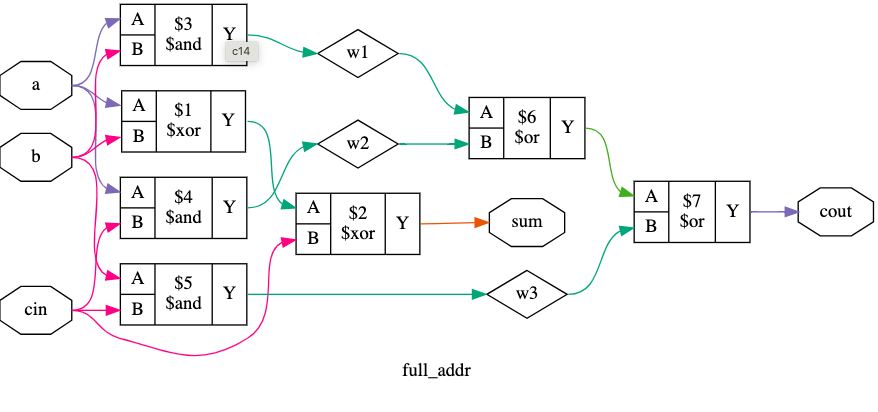 a
b
cin
A
B
$3
$and
Y
c14
A
B
$1
$xor
Y
A
B
$4
$and
Y
A
B
$5
$and
Y
A
B
$2
$xor
Y
w1
w2
w3
sum
A
B
$6
$or
Y
A
B
$7
$or
Y
cout
full_addr